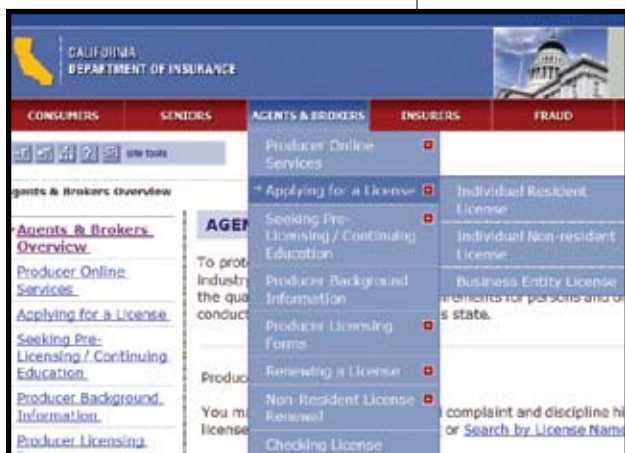 CALIFORNIA
DEPARTMENT OF INSURANCE
CONSUMERS SENIORS AGENTS & BROKERS INSURERS FRAUD
site tools
gents & Brokers Overview
Agents & Brokers
Overview
Producer Online
Services
Applying for a License
Seeking Pre-
Licensing / Continuing
Education
Producer Background
Information
Producer Licensing
Producer Online
Services
Applying for a License
Seeking Pre-
Licensing / Continuing
Education
Producer Background
Information
Producer Licensing
Forms
Renewing a License
Non-Resident License
Renewal
Checking License
Individual Resident
License
Individual Non-resident
License
Business Entity License
AGEN
To prot
industr
the qua
conduct
irements for persons and o
s state.
Produc
You m
license
complaint and discipline hi
or Search by License Name